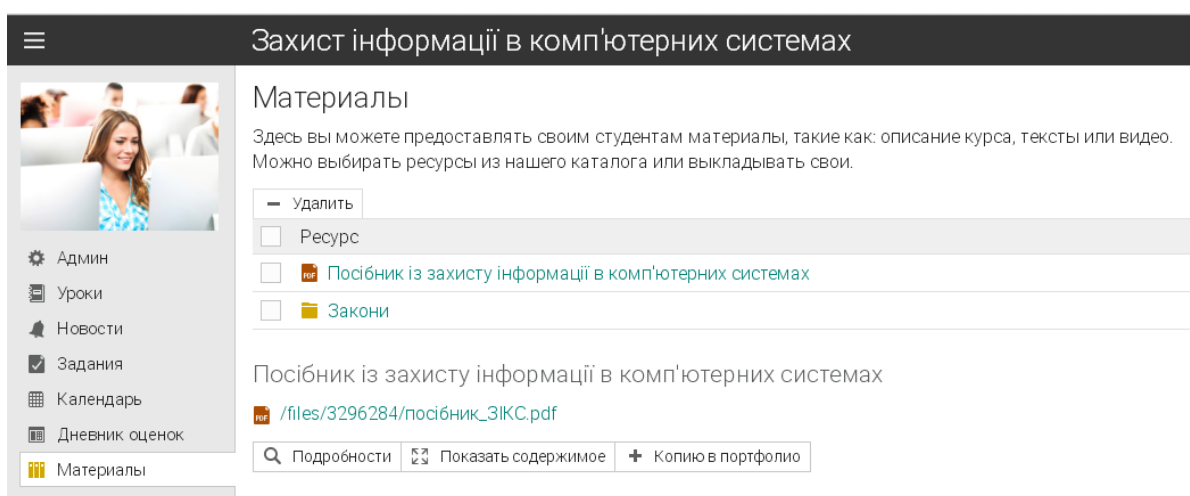 Захист інформації в комп'ютерних системах
Материалы
Здесь вы можете предоставлять своим студентам материалы, такие как: описание курса, тексты или видео.
Можно выбирать ресурсы из нашего каталога или выкладывать свои.
Удалить
Ресурс
PDF Посібник із захисту інформації в комп'ютерних системах
Закони
Посібник із захисту інформації в комп'ютерних системах
PDF /files/3296284/посібник_ЗІКС.pdf
Подробности Показать содержимое Копию в портфолио
Админ
Уроки
Новости
Задания
Календарь
Дневник оценок
Материалы